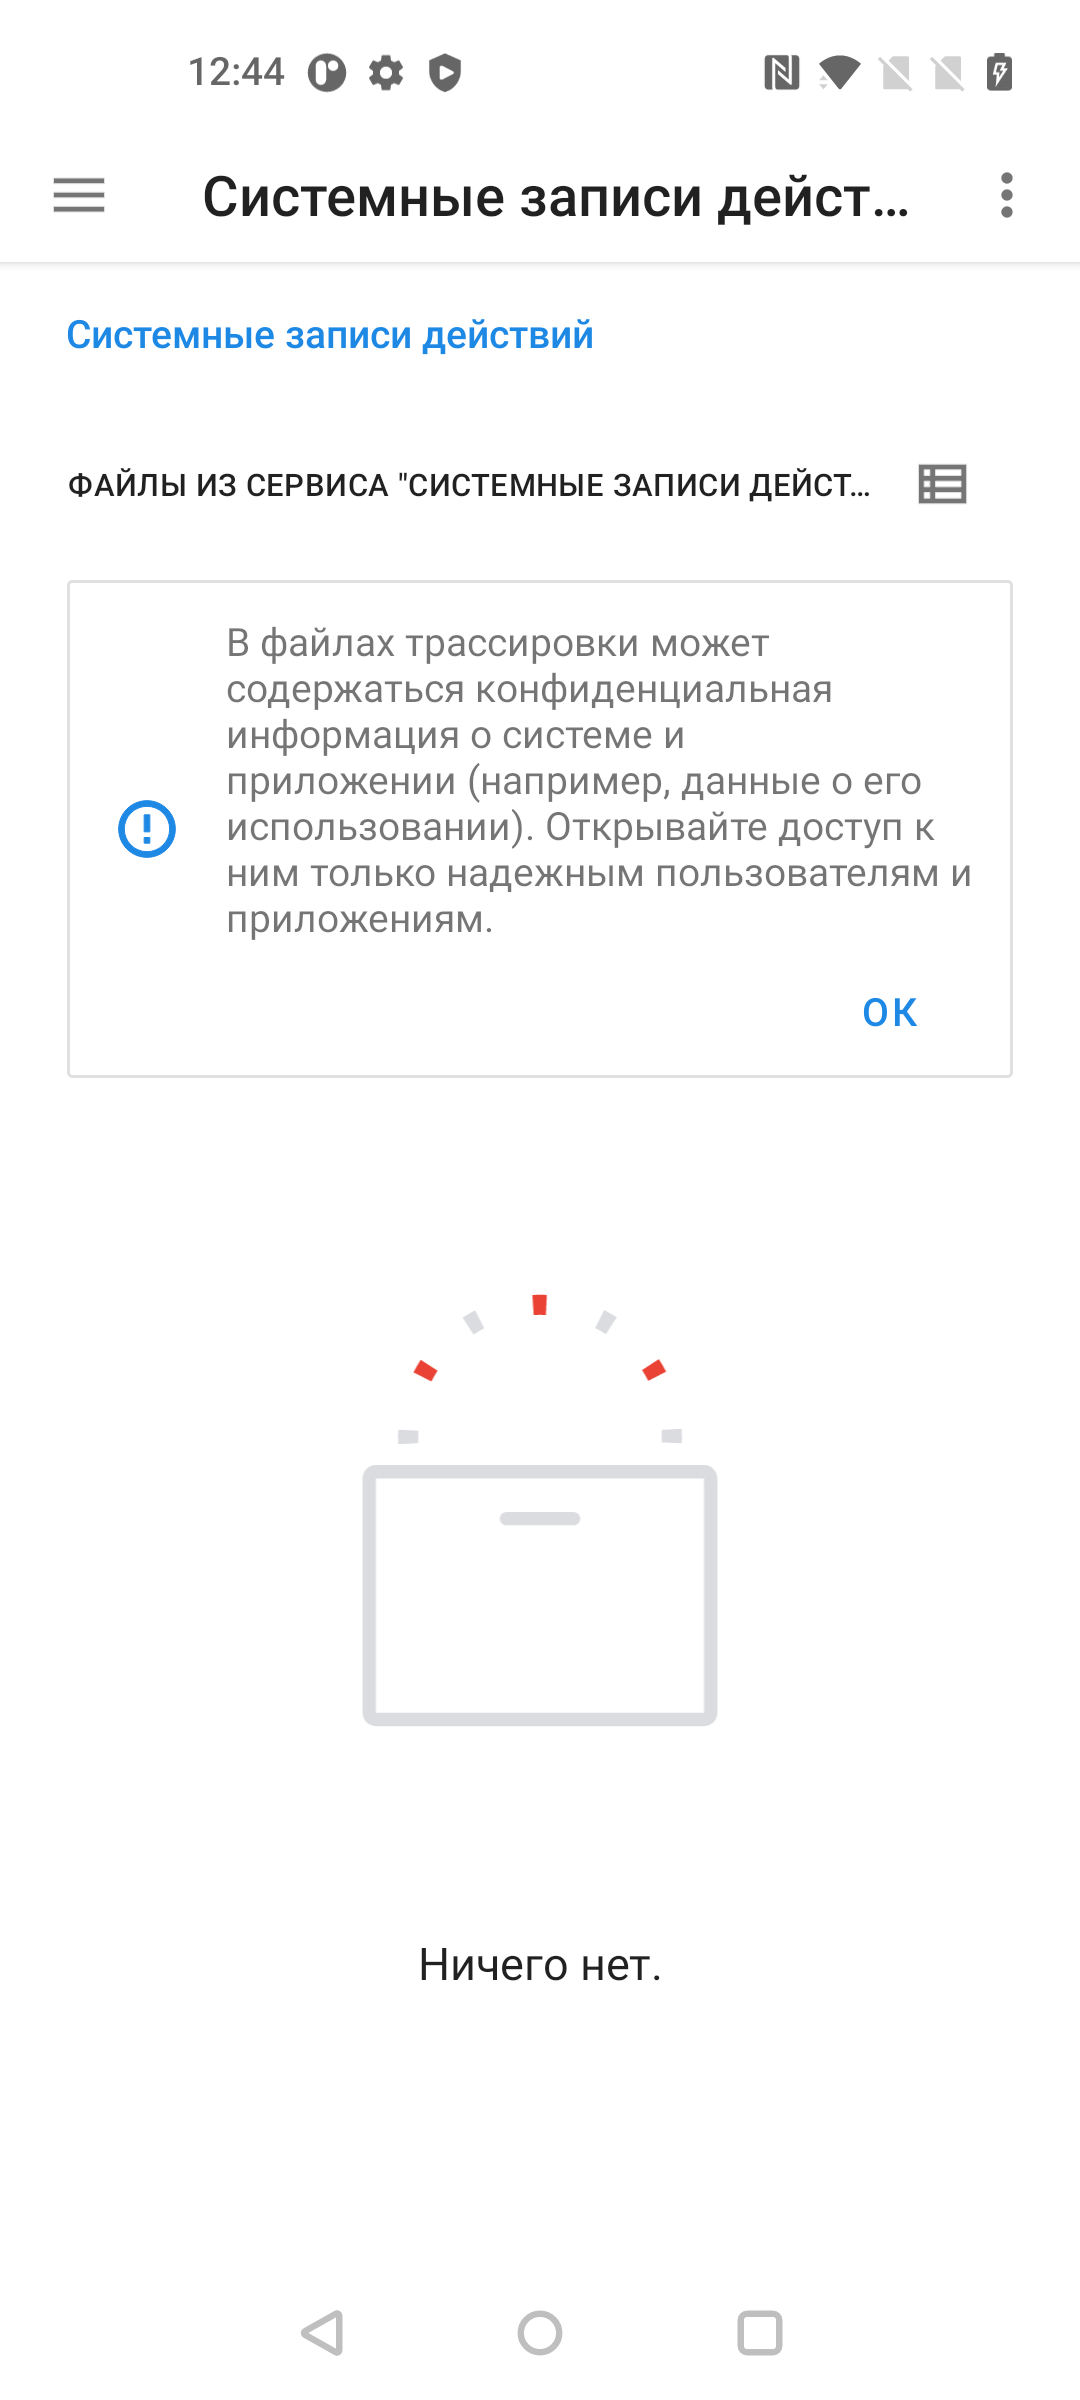 12:44
Системные записи дейст...
Системные записи действий
ФАЙЛЫ ИЗ СЕРВИСА "СИСТЕМНЫЕ ЗАПИСИ ДЕЙСТ...
В файлах трассировки может
содержаться конфиденциальная
информация о системе и
приложении (например, данные о его
использовании). Открывайте доступ к
ним только надежным пользователям и
приложениям.
ОК
Ничего нет.